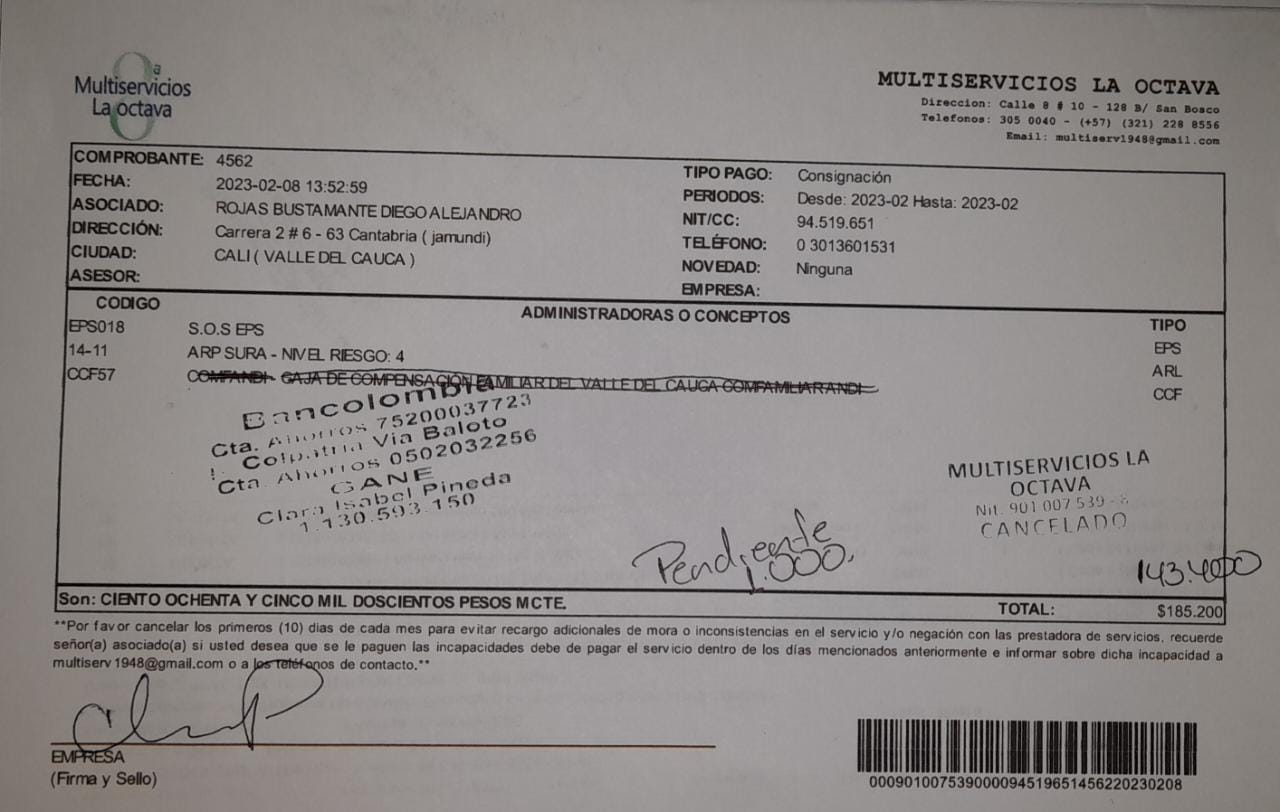 a
Multiservicios
La octava
MULTISERVICIOS LA OCTAVA
Direccion: Calle 8 # 10 - 128 B/ San Bosco
Telefonos: 305 0040 - (+57) (321) 228 8556
Email: multiserv1948@gmail.com
COMPROBANTE: 4562
FECHA: 2023-02-08 13:52:59
ASOCIADO: ROJAS BUSTAMANTE DIEGO ALEJANDRO
DIRECCIÓN: Carrera 2 # 6 - 63 Cantabria ( jamundi)
CIUDAD: CALI ( VALLE DEL CAUCA )
ASESOR:
TIPO PAGO: Consignación
PERIODOS: Desde: 2023-02 Hasta: 2023-02
NIT/CC: 94.519.651
TELÉFONO: 0 3013601531
NOVEDAD: Ninguna
EMPRESA:
CODIGO ADMINISTRADORAS O CONCEPTOS TIPO
EPS018 S.O.S EPS EPS
14-11 ARP SURA - NIVEL RIESGO: 4 ARL
CCF57 COMFANDI - CAJA DE COMPENSACIÓN FAMILIAR DEL VALLE DEL CAUCA COMFAMILIAR ANDI - CCF
Bancolombia
Cta. Ahorros 75200037723
Colpatria Via Baloto
Cta. Ahorros 0502032256
GANE
Clara Isabel Pineda
1.130.593.150
MULTISERVICIOS LA
OCTAVA
Nit. 901 007 539 - 8
CANCELADO
Pendiente
1.000.
143.400
Son: CIENTO OCHENTA Y CINCO MIL DOSCIENTOS PESOS MCTE. TOTAL: $185.200
**Por favor cancelar los primeros (10) dias de cada mes para evitar recargo adicionales de mora o inconsistencias en el servicio y/o negación con las prestadora de servicios, recuerde
señor(a) asociado(a) si usted desea que se le paguen las incapacidades debe de pagar el servicio dentro de los días mencionados anteriormente e informar sobre dicha incapacidad a
multiserv1948@gmail.com o a los teléfonos de contacto.**
EMPRESA
(Firma y Sello)
000901007539000094519651456220230208